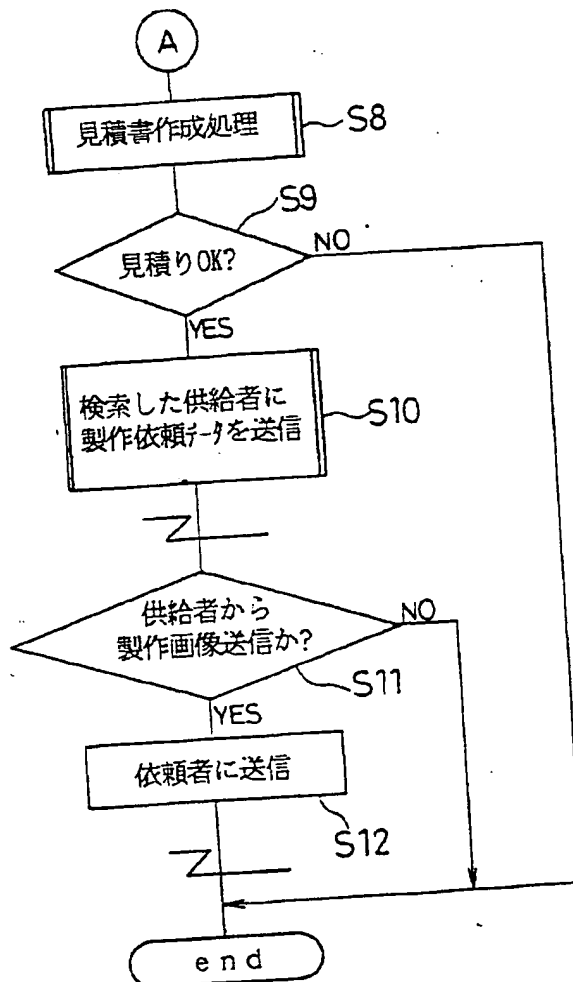 A
見積書作成処理
S8
S9
見積りOK?
NO
YES
検索した供給者に
製作依頼ﾃﾞｰﾀを送信
S10
供給者から
製作画像送信か?
NO
S11
YES
依頼者に送信
S12
end